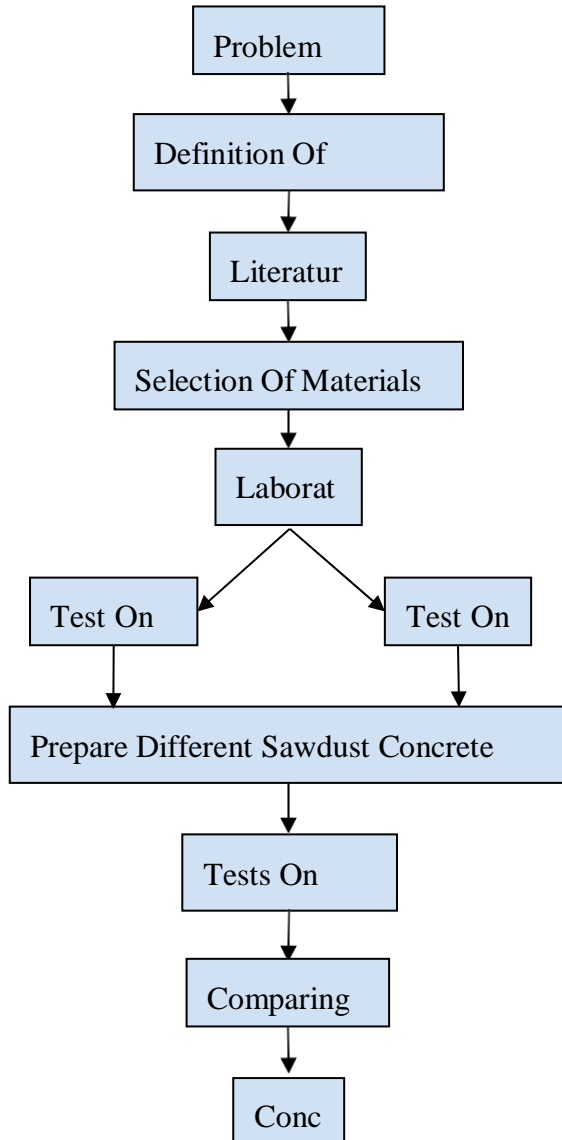 Problem
Definition Of
Literatur
Selection Of Materials
Laborat
Test On
Test On
Prepare Different Sawdust Concrete
Tests On
Comparing
Conc